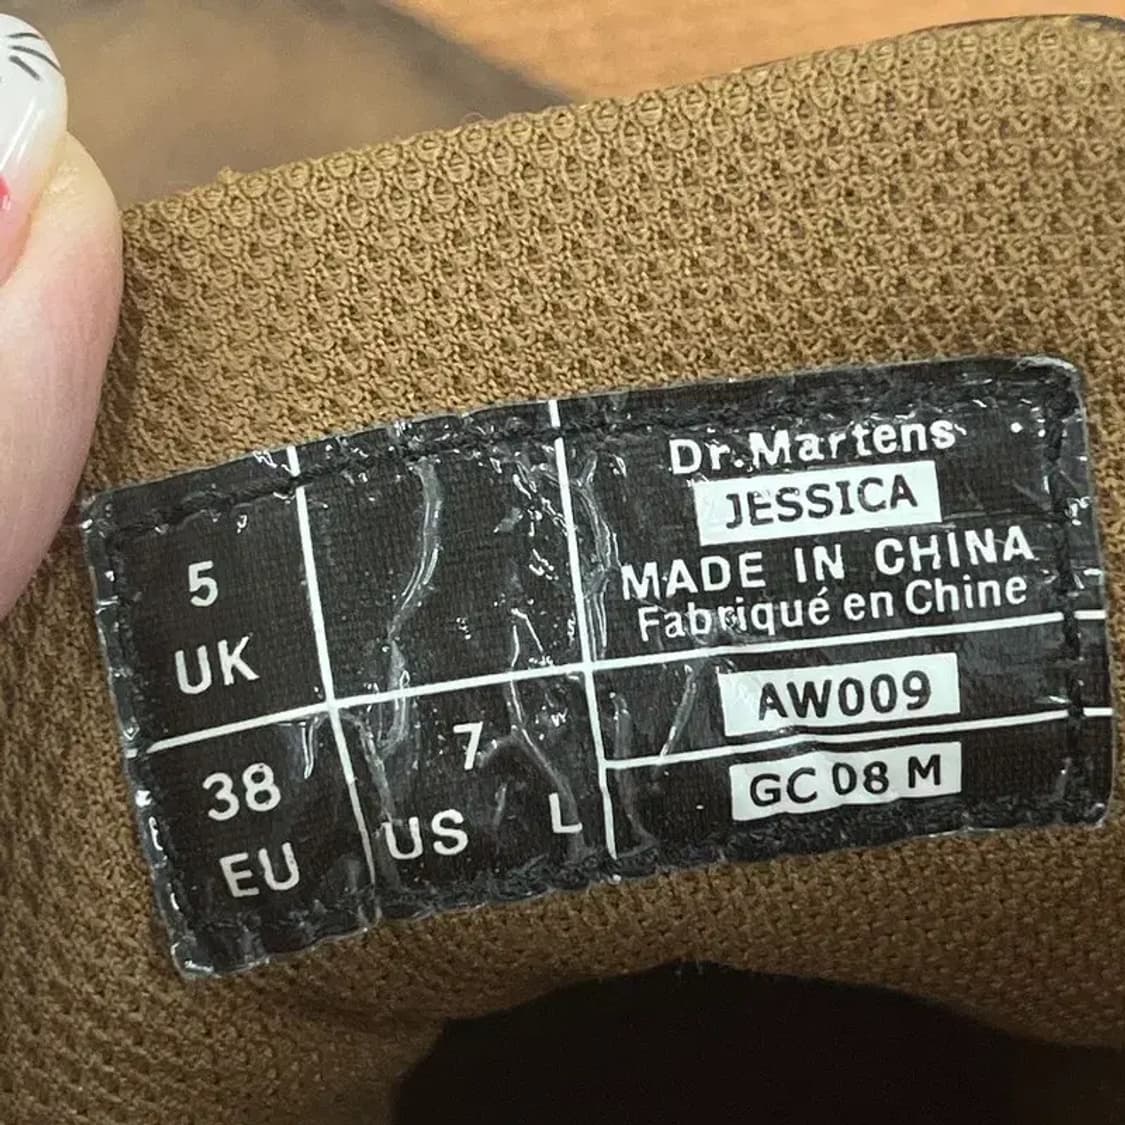 5
UK
38
EU
7
US L
Dr.Martens
JESSICA
MADE IN CHINA
Fabriqué en Chine
AW009
GC 08 M